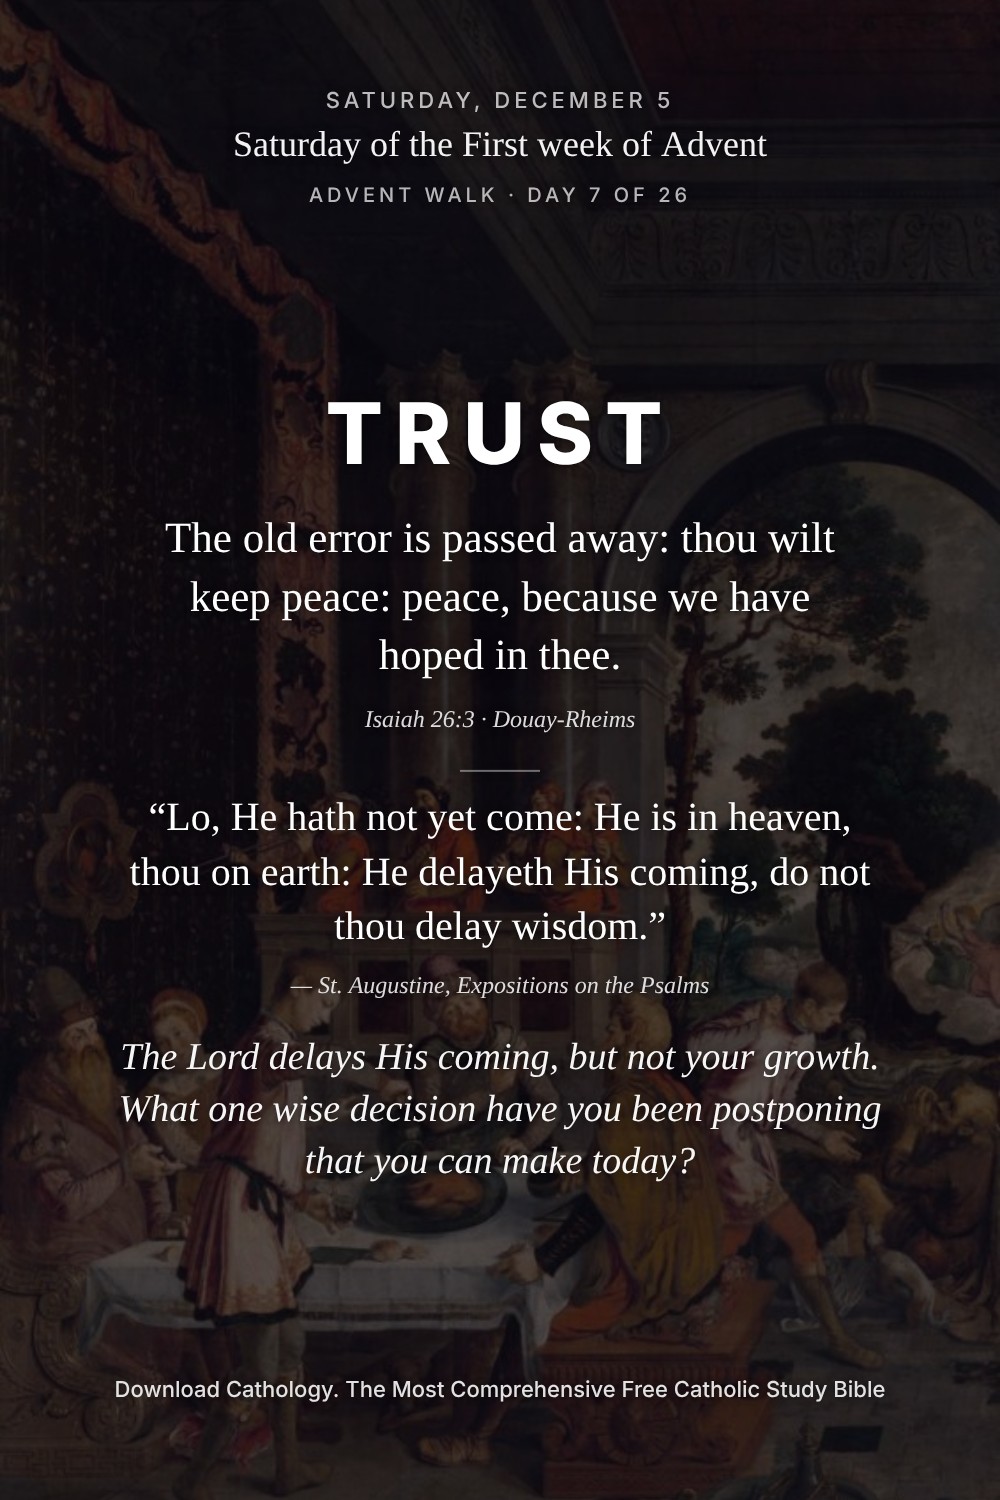 SATURDAY, DECEMBER 5
Saturday of the First week of Advent
ADVENT WALK · DAY 7 OF 26
TRUST
The old error is passed away: thou wilt
keep peace: peace, because we have
hoped in thee.
Isaiah 26:3 · Douay-Rheims
“Lo, He hath not yet come: He is in heaven,
thou on earth: He delayeth His coming, do not
thou delay wisdom.”
— St. Augustine, Expositions on the Psalms
The Lord delays His coming, but not your growth.
What one wise decision have you been postponing
that you can make today?
Download Cathology. The Most Comprehensive Free Catholic Study Bible